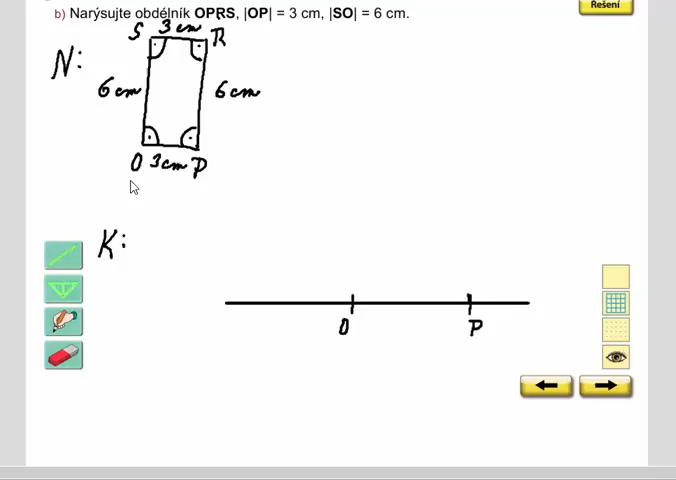 Řešení
b) Narýsujte obdélník OPRS, |OP| = 3 cm, |SO| = 6 cm.
S 3 cm R
N:
6 cm 6 cm
O 3 cm P
K:
O P